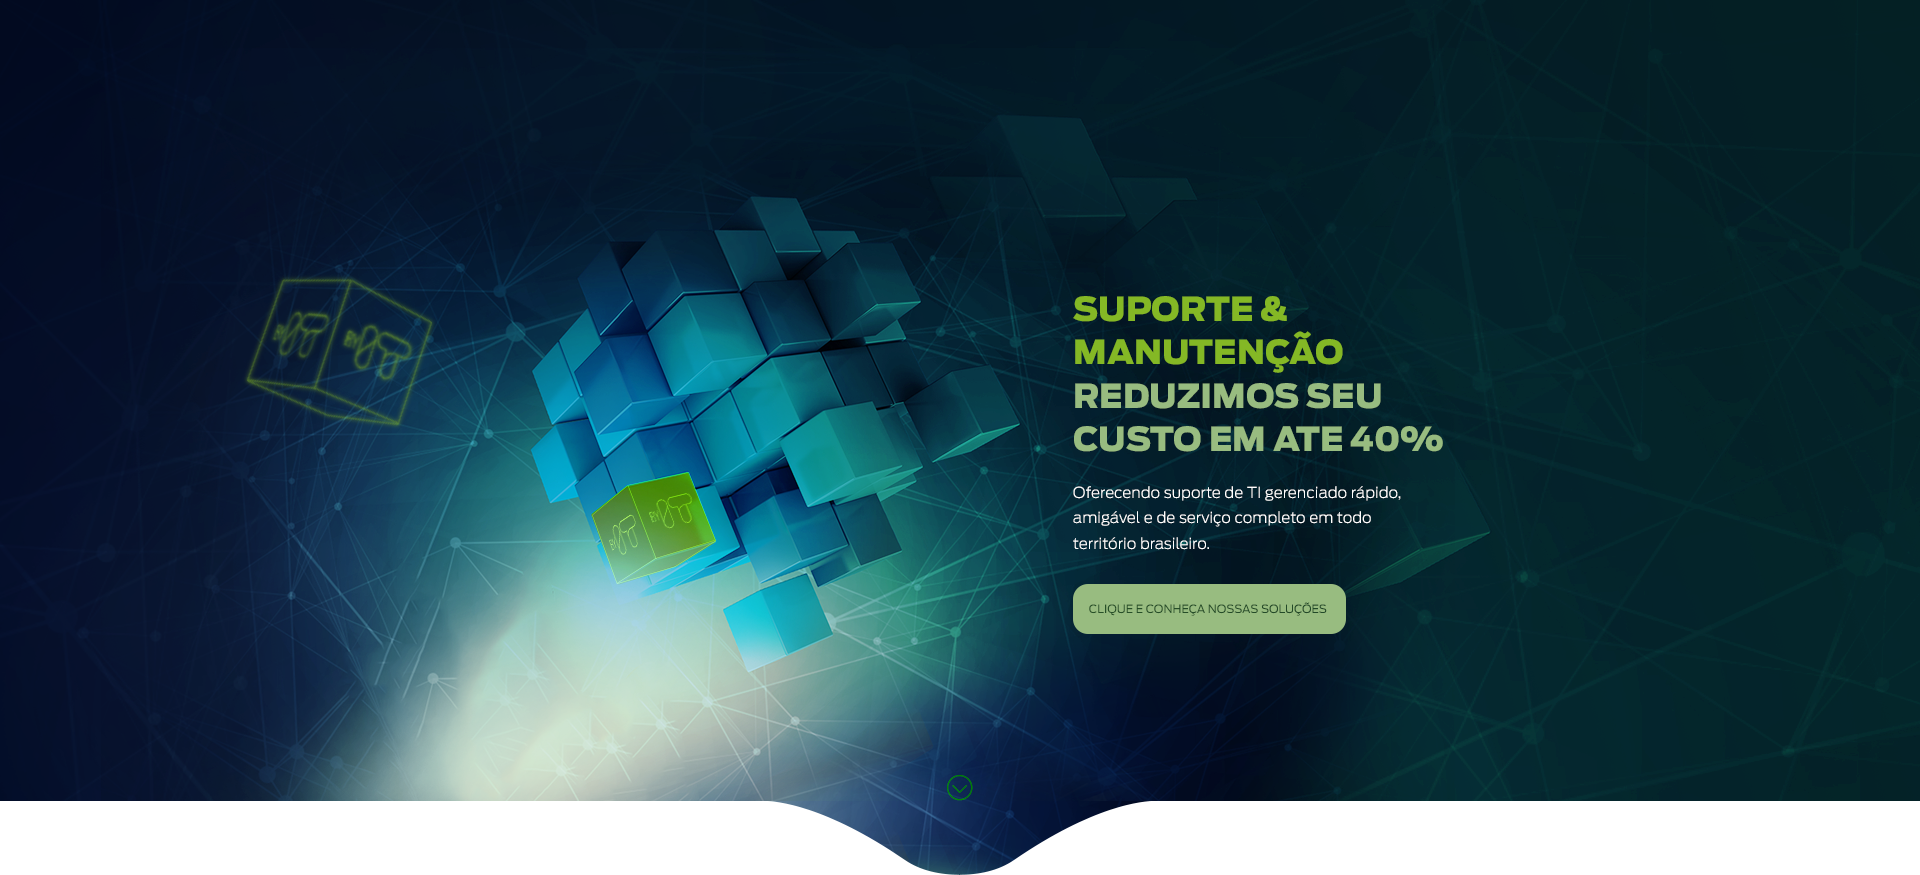 SUPORTE &
MANUTENÇÃO
REDUZIMOS SEU
CUSTO EM ATE 40%
Oferecendo suporte de TI gerenciado rápido,
amigável e de serviço completo em todo
território brasileiro.
CLIQUE E CONHEÇA NOSSAS SOLUÇÕES